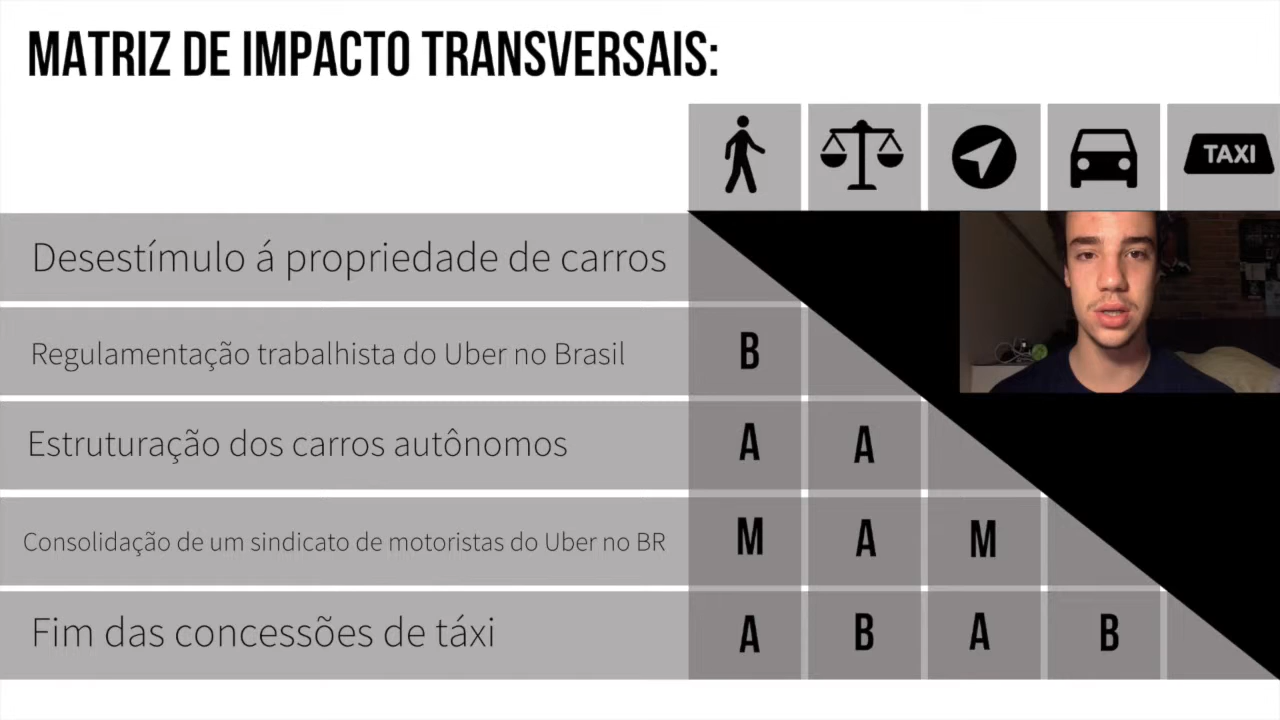 MATRIZ DE IMPACTO TRANSVERSAIS:
TAXI
Desestímulo á propriedade de carros
Regulamentação trabalhista do Uber no Brasil
B
Estruturação dos carros autônomos
A A
Consolidação de um sindicato de motoristas do Uber no BR
M A M
Fim das concessões de táxi
A B A B